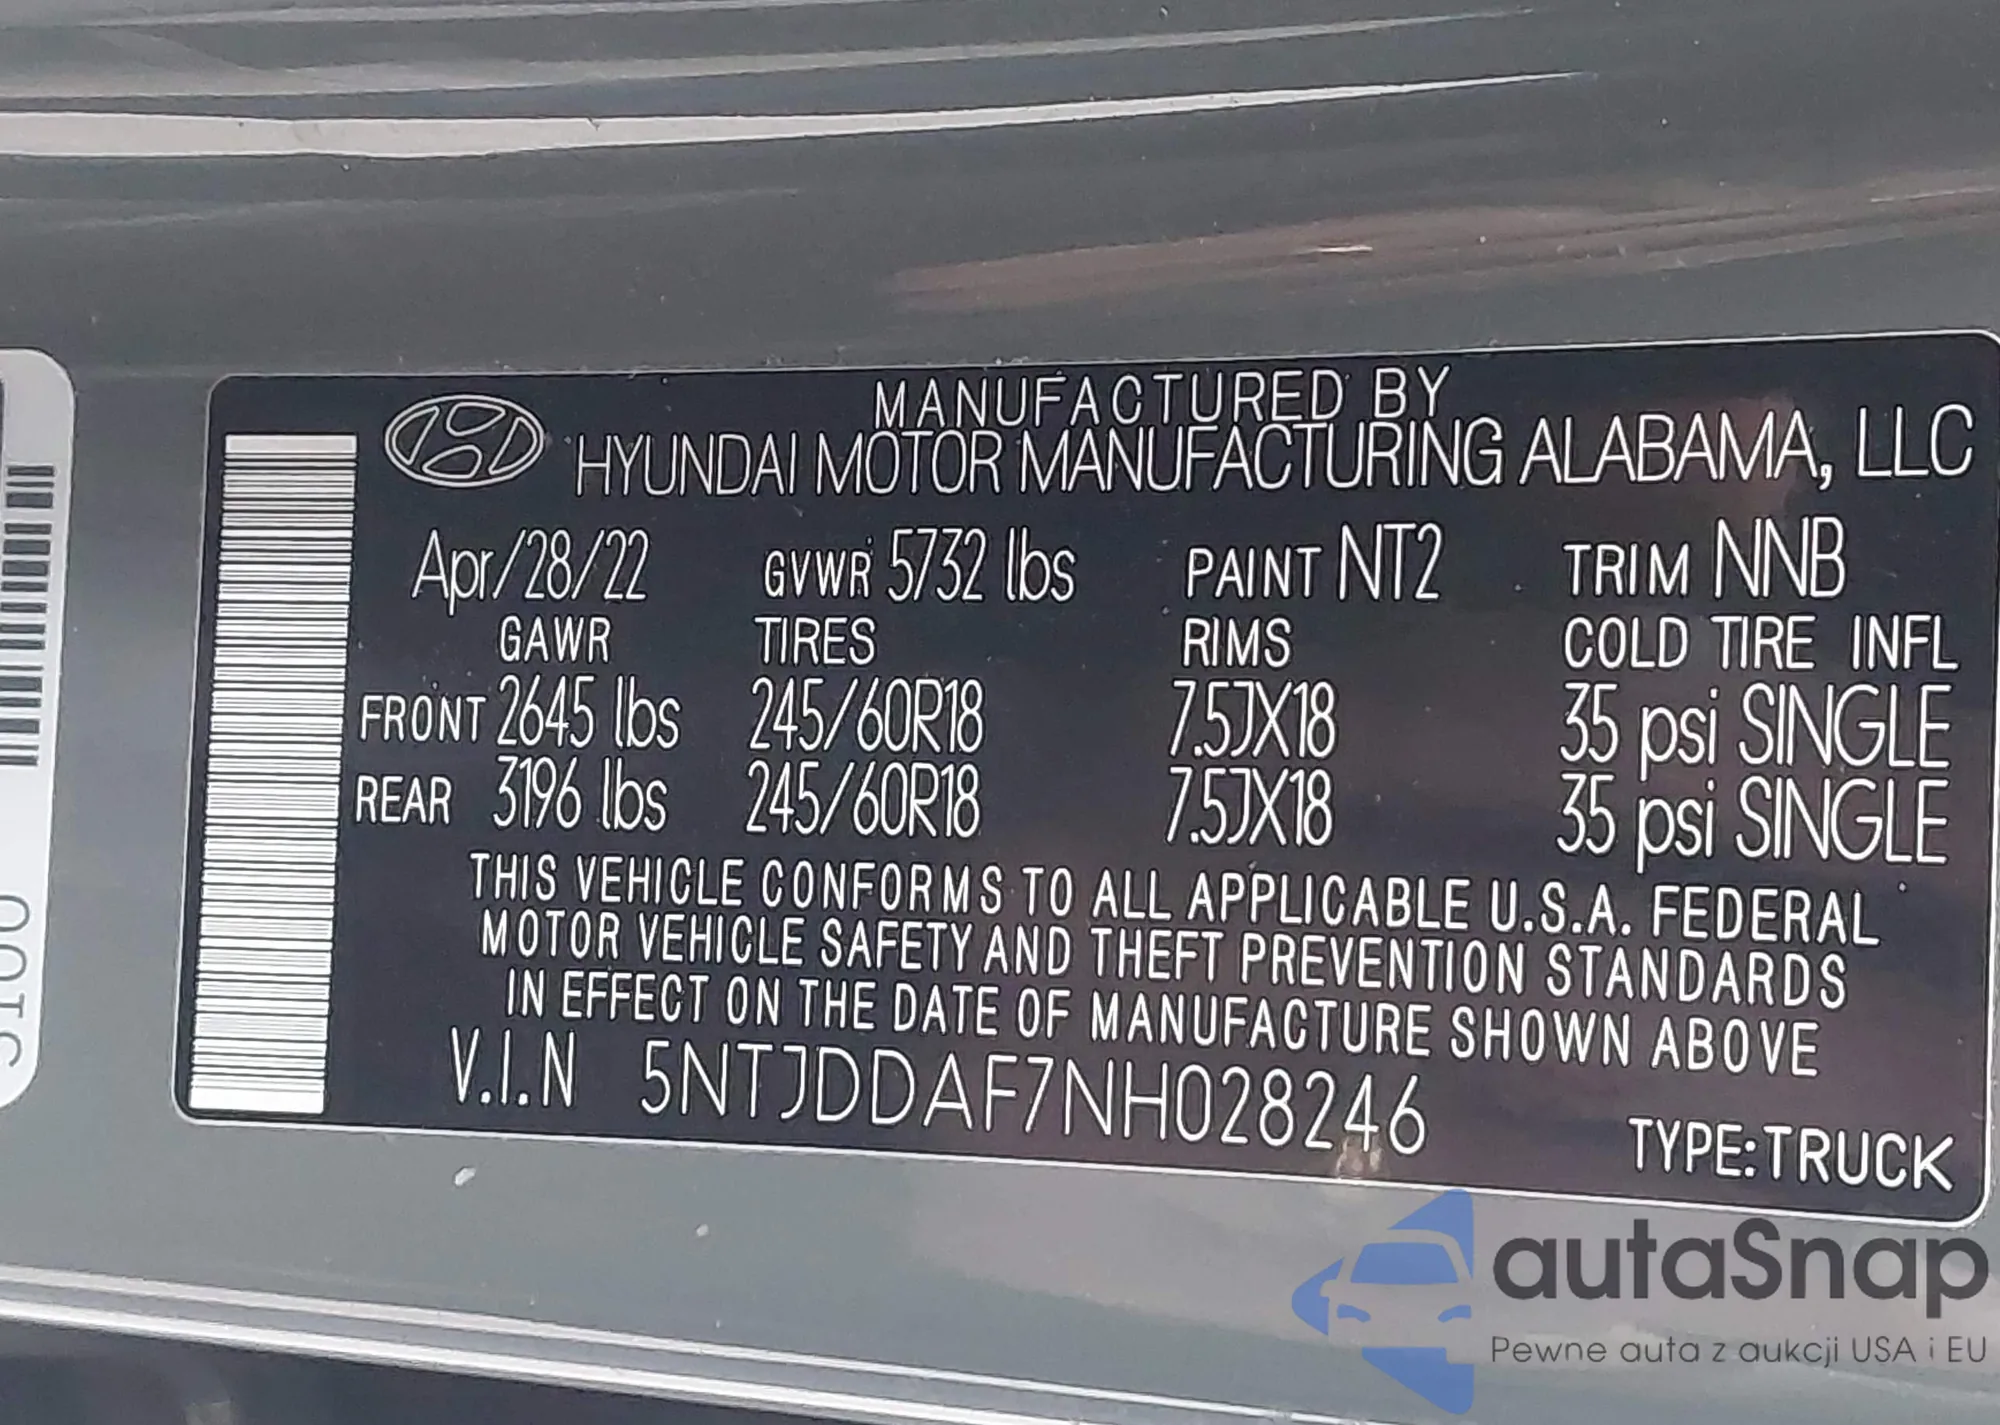 MANUFACTURED BY
HYUNDAI MOTOR MANUFACTURING ALABAMA, LLC
Apr/28/22 GVWR 5732 lbs PAINT NT2 TRIM NNB
GAWR TIRES RIMS COLD TIRE INFL
FRONT 2645 lbs 245/60R18 7.5JX18 35 psi SINGLE
REAR 3196 lbs 245/60R18 7.5JX18 35 psi SINGLE
THIS VEHICLE CONFORMS TO ALL APPLICABLE U.S.A. FEDERAL
MOTOR VEHICLE SAFETY AND THEFT PREVENTION STANDARDS
IN EFFECT ON THE DATE OF MANUFACTURE SHOWN ABOVE
V.I.N 5NTJDDAF7NH028246
TYPE:TRUCK
autaSnap
Pewne auta z aukcji USA i EU